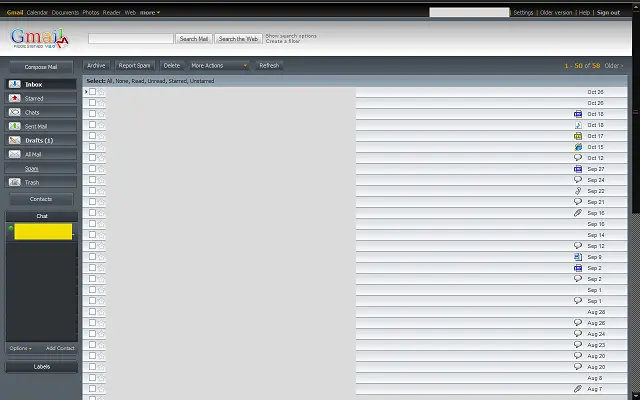 Gmail Calendar Documents Photos Reader Web more ▾
Settings | Older version | Help | Sign out
Gmail
Search Mail Search the Web Show search options
Create a filter
Compose Mail
Inbox
Starred
Chats
Sent Mail
Drafts (1)
All Mail
Spam
Trash
Contacts
Chat
Options ▾ Add Contact
Labels
Archive Report Spam Delete More Actions Refresh 1 - 50 of 58 Older ›
Select: All, None, Read, Unread, Starred, Unstarred
Oct 26
Oct 26
Oct 18
Oct 18
Oct 17
Oct 15
Oct 12
Sep 27
Sep 24
Sep 22
Sep 21
Sep 16
Sep 16
Sep 14
Sep 12
Sep 9
Sep 2
Sep 2
Sep 1
Sep 1
Aug 28
Aug 26
Aug 24
Aug 23
Aug 20
Aug 20
Aug 8
Aug 7